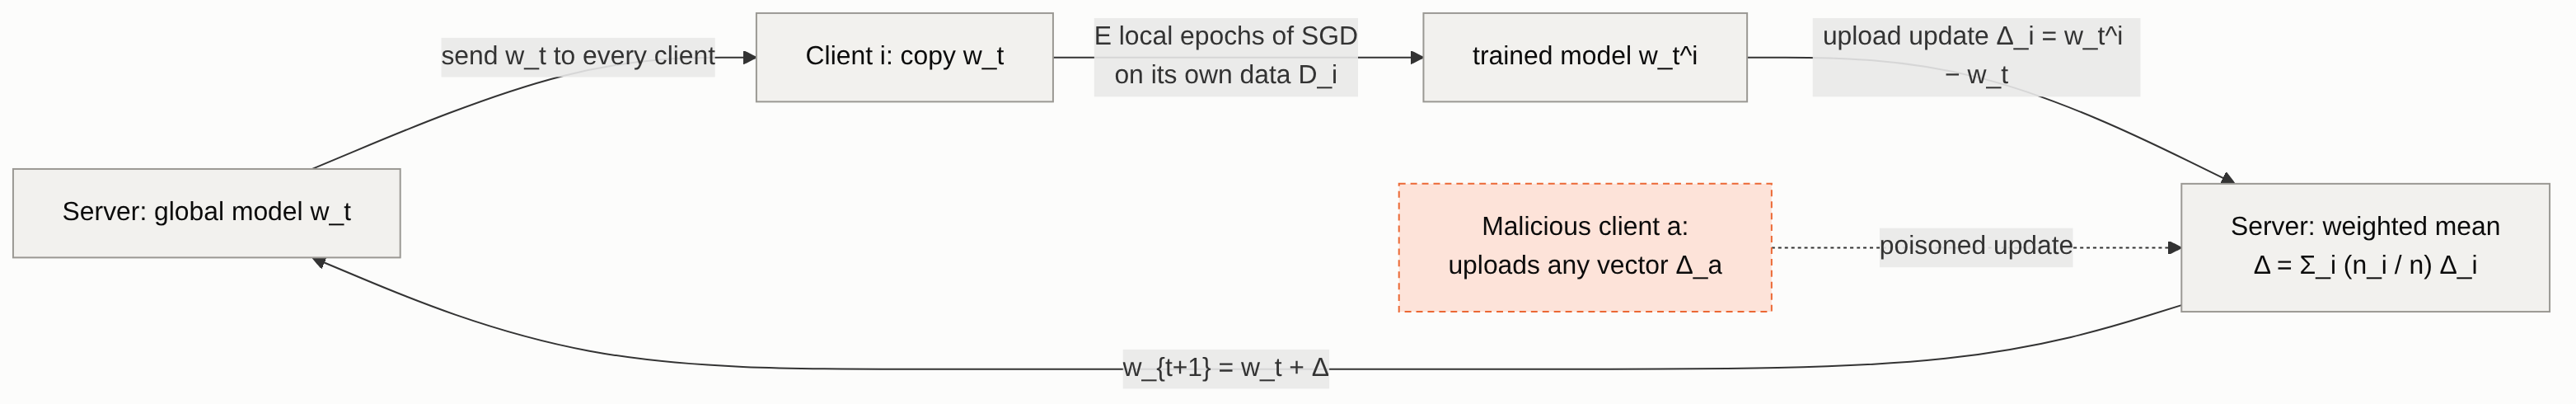 send w_t to every client
Client i: copy w_t
E local epochs of SGD
on its own data D_i
trained model w_t^i
upload update Δ_i = w_t^i
− w_t
Server: global model w_t
Malicious client a:
uploads any vector Δ_a
poisoned update
Server: weighted mean
Δ = Σ_i (n_i / n) Δ_i
w_{t+1} = w_t + Δ